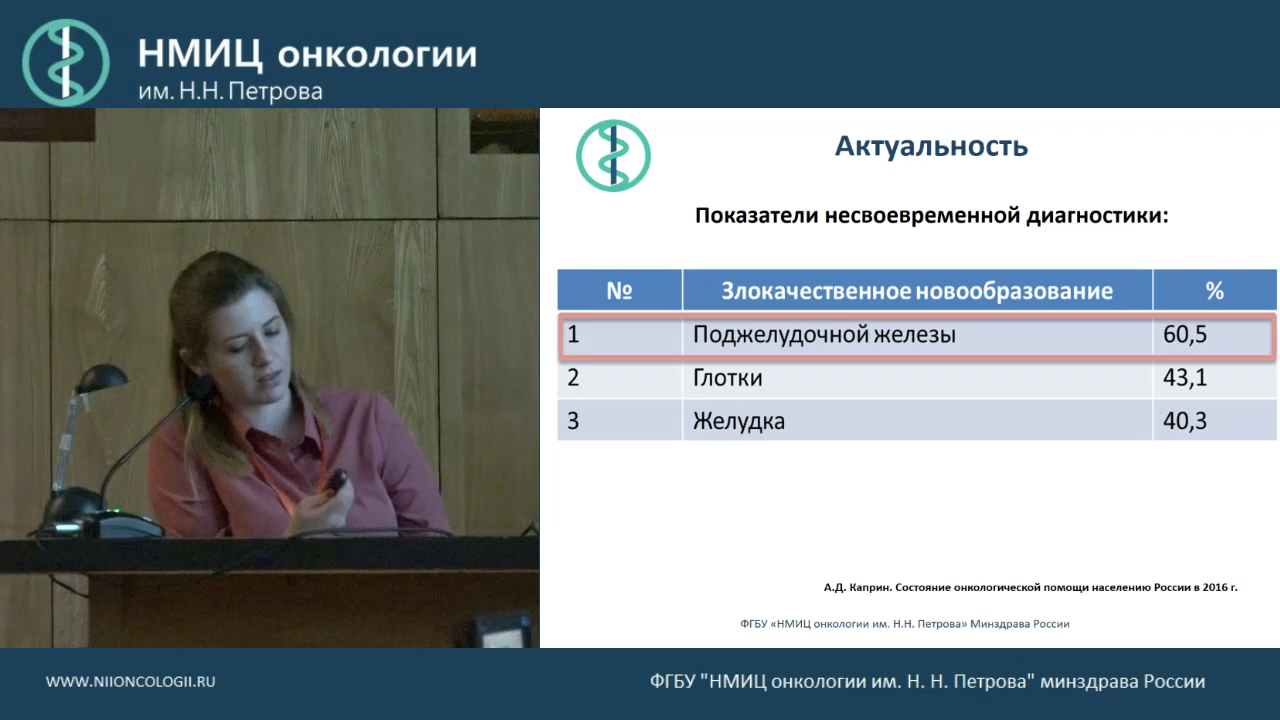 НМИЦ онкологии
им. Н.Н. Петрова
Актуальность
Показатели несвоевременной диагностики:
№ Злокачественное новообразование %
1 Поджелудочной железы 60,5
2 Глотки 43,1
3 Желудка 40,3
А.Д. Каприн. Состояние онкологической помощи населению России в 2016 г.
ФГБУ «НМИЦ онкологии им. Н.Н. Петрова» Минздрава России
WWW.NIIONCOLOGII.RU
ФГБУ "НМИЦ онкологии им. Н. Н. Петрова" минздрава России